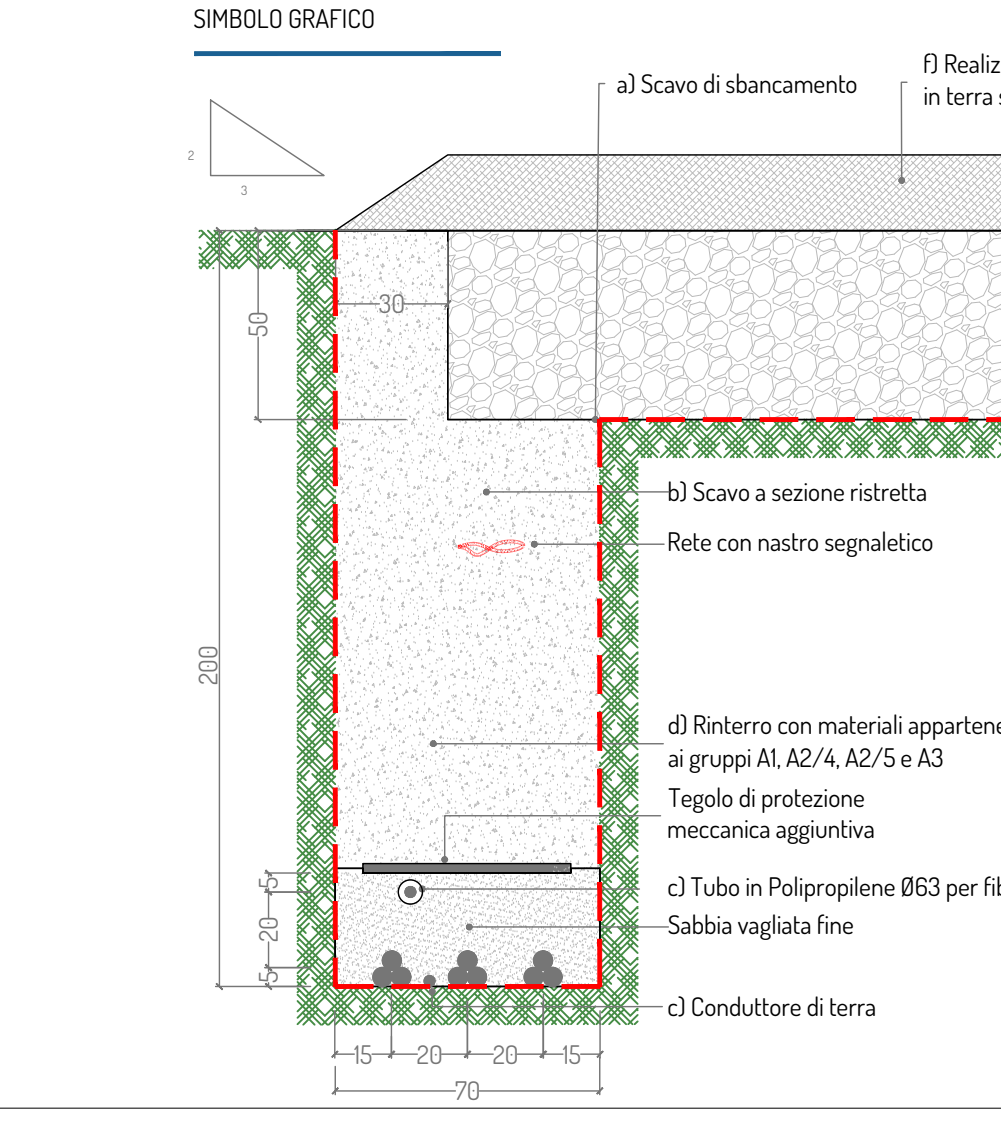 SIMBOLO GRAFICO
a) Scavo di sbancamento
f) Realiz
in terra s
2
3
30
50
b) Scavo a sezione ristretta
Rete con nastro segnaletico
200
d) Rinterro con materiali appartene
ai gruppi A1, A2/4, A2/5 e A3
Tegolo di protezione
meccanica aggiuntiva
5
c) Tubo in Polipropilene Ø63 per fib
20
Sabbia vagliata fine
5
c) Conduttore di terra
15 20 20 15
70